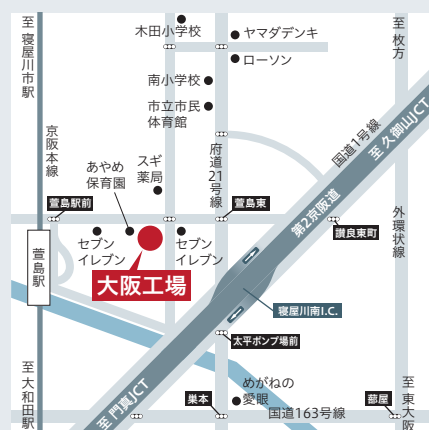 至 寝屋川市駅
木田小学校
ヤマダデンキ
ローソン
至 枚方
南小学校
市立市民
体育館
京阪本線
府道21号線
国道1号線
至 久御山JCT
あやめ
保育園
スギ
薬局
萱島駅前
萱島東
第2京阪道
讃良東町
外環状線
セブン
イレブン
セブン
イレブン
萱島駅
大阪工場
寝屋川南I.C.
太平ポンプ場前
至 大和田駅
至 門真JCT
めがねの
愛眼
巣本
国道163号線
蔀屋
至 東大阪